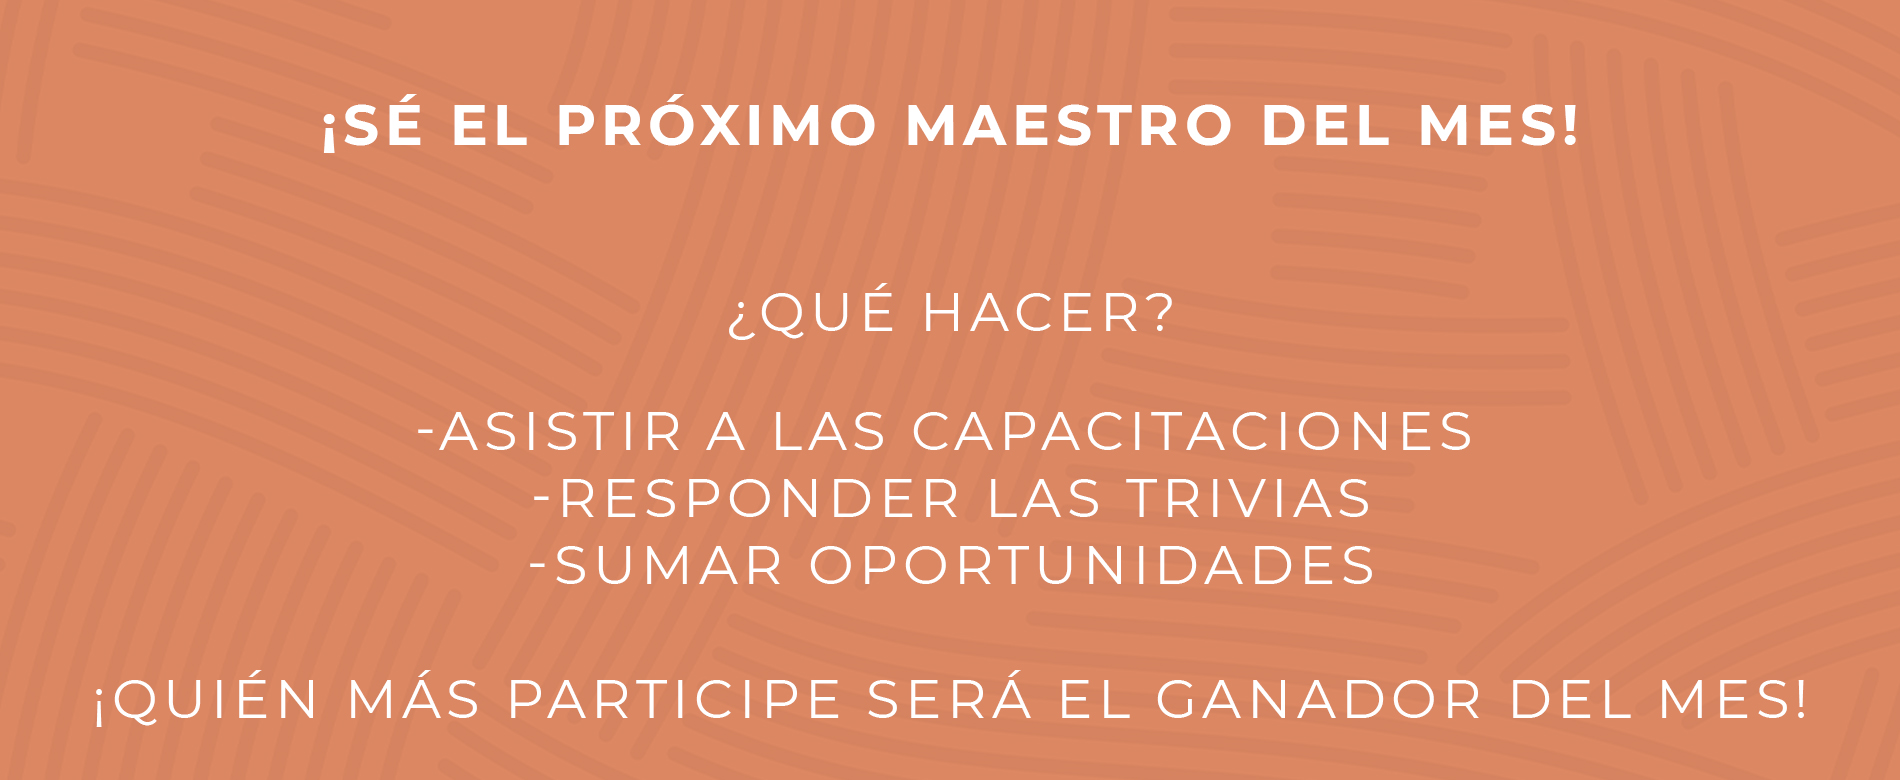 ¡SÉ EL PRÓXIMO MAESTRO DEL MES!
¿QUÉ HACER?
-ASISTIR A LAS CAPACITACIONES
-RESPONDER LAS TRIVIAS
-SUMAR OPORTUNIDADES
¡QUIÉN MÁS PARTICIPE SERÁ EL GANADOR DEL MES!